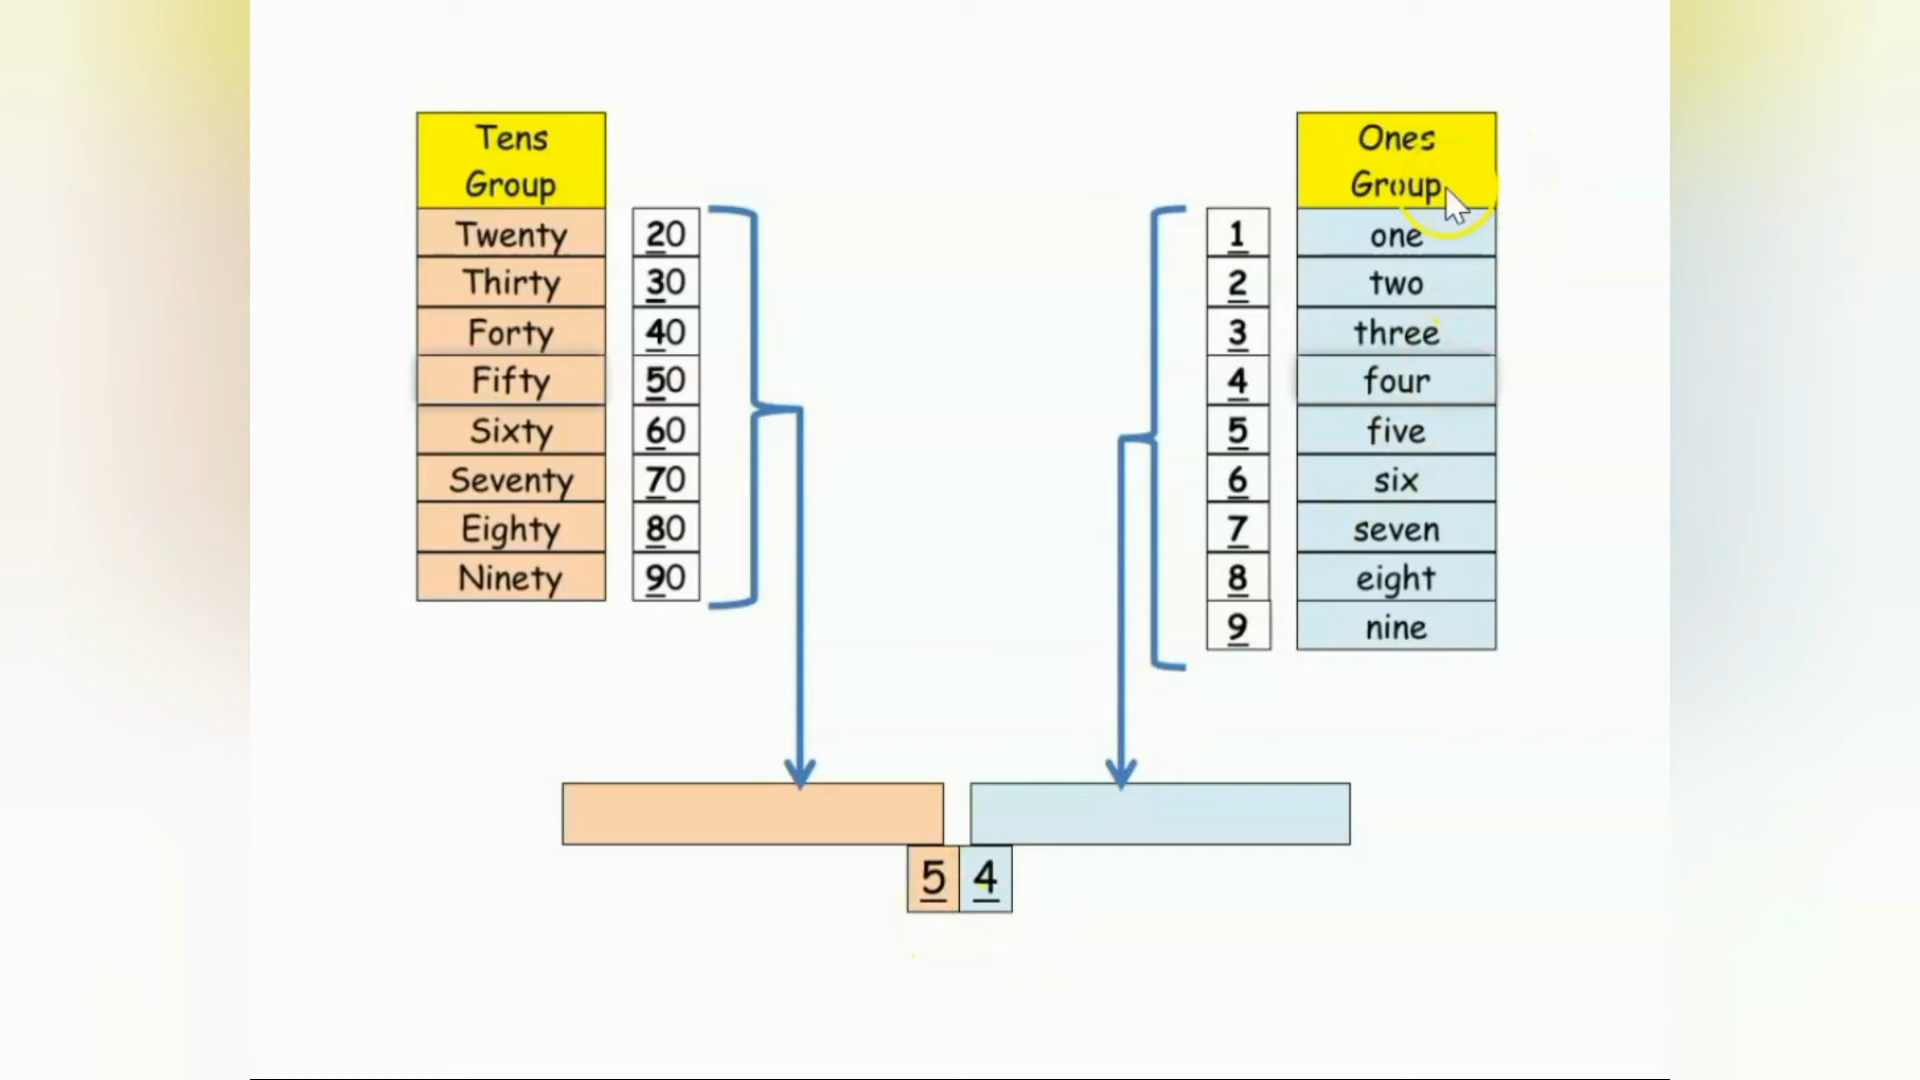 Tens
Group
Twenty 20
Thirty 30
Forty 40
Fifty 50
Sixty 60
Seventy 70
Eighty 80
Ninety 90
Ones
Group
1 one
2 two
3 three
4 four
5 five
6 six
7 seven
8 eight
9 nine
5 4